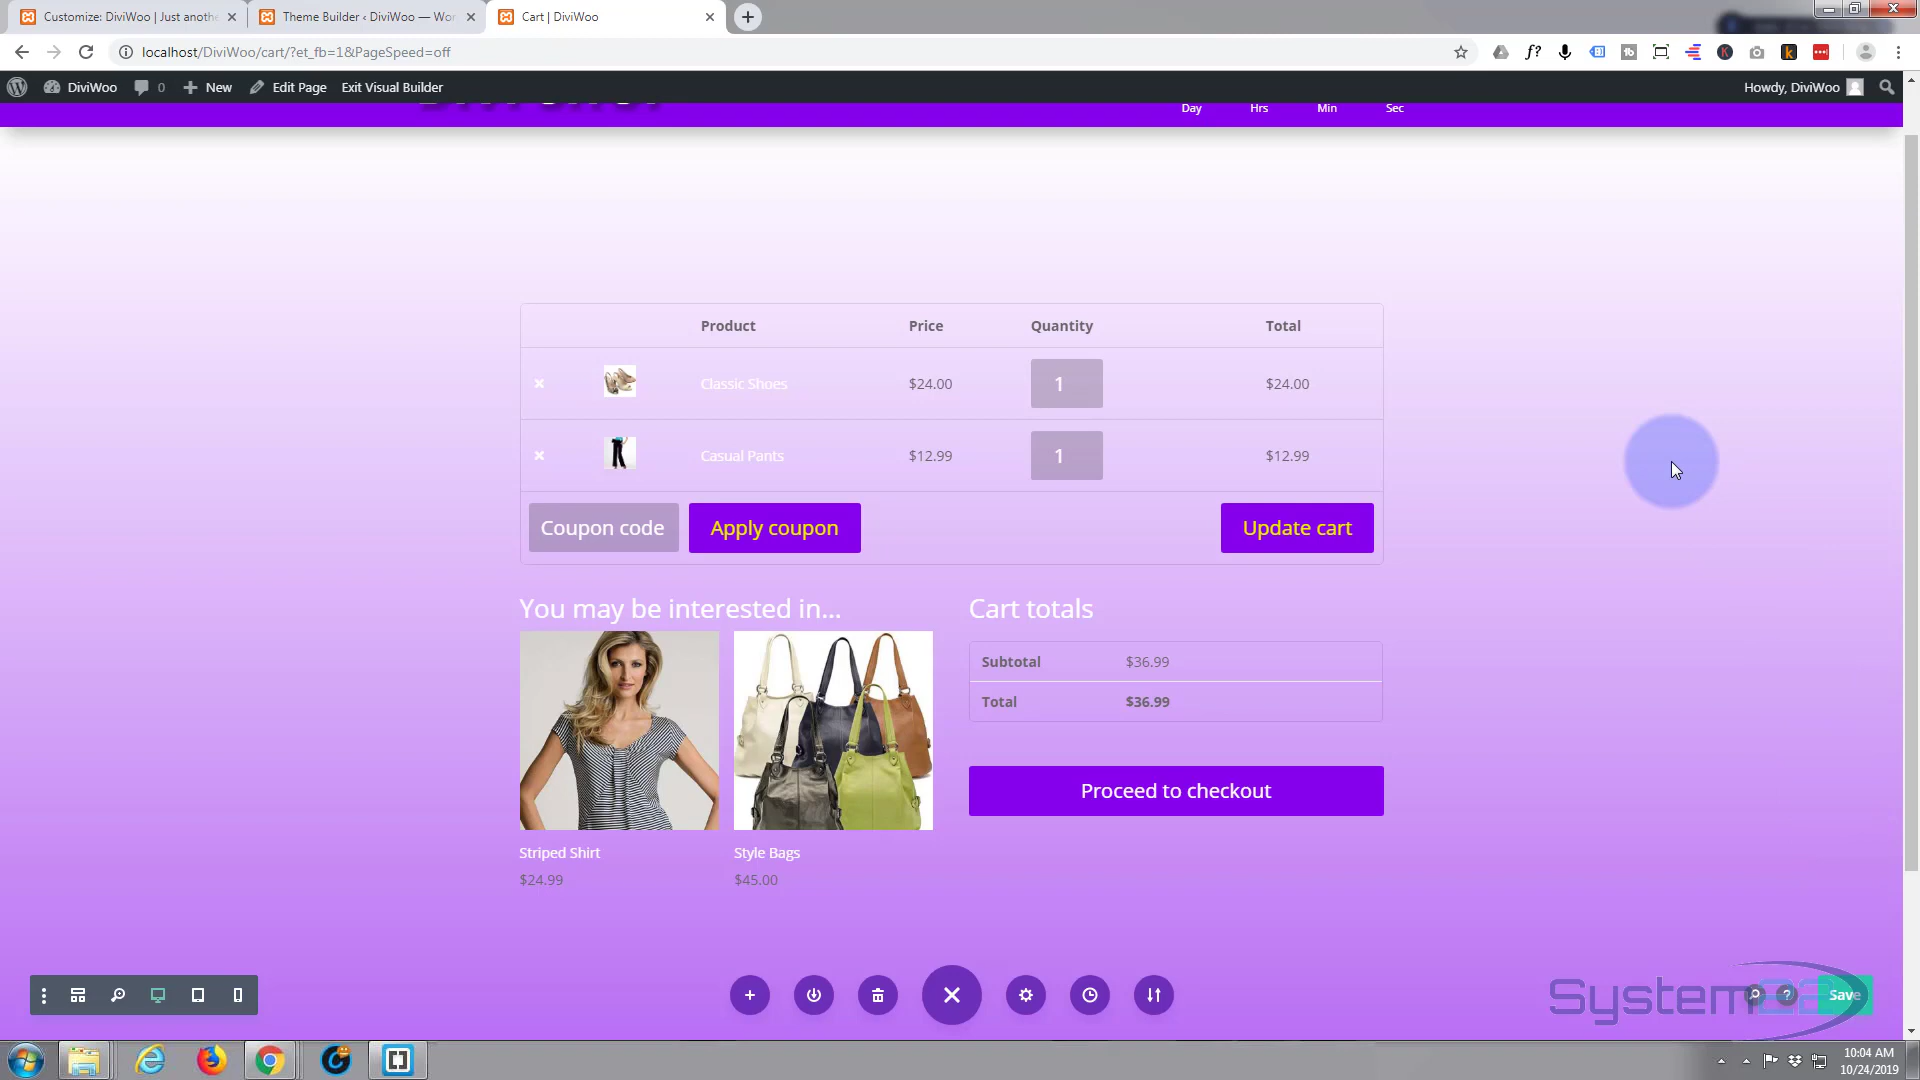 Customize: DiviWoo | Just anoth
Theme Builder ‹ DiviWoo — Wor
Cart | DiviWoo
localhost/DiviWoo/cart/?et_fb=1&PageSpeed=off
DiviWoo
0
New
Edit Page
Exit Visual Builder
Howdy, DiviWoo
Day
Hrs
Min
Sec
Product
Price
Quantity
Total
Classic Shoes
$24.00
1
$24.00
Casual Pants
$12.99
1
$12.99
Coupon code
Apply coupon
Update cart
You may be interested in...
Cart totals
Subtotal
$36.99
Total
$36.99
Proceed to checkout
Striped Shirt
Style Bags
$24.99
$45.00
System22
Save
10:04 AM
10/24/2019